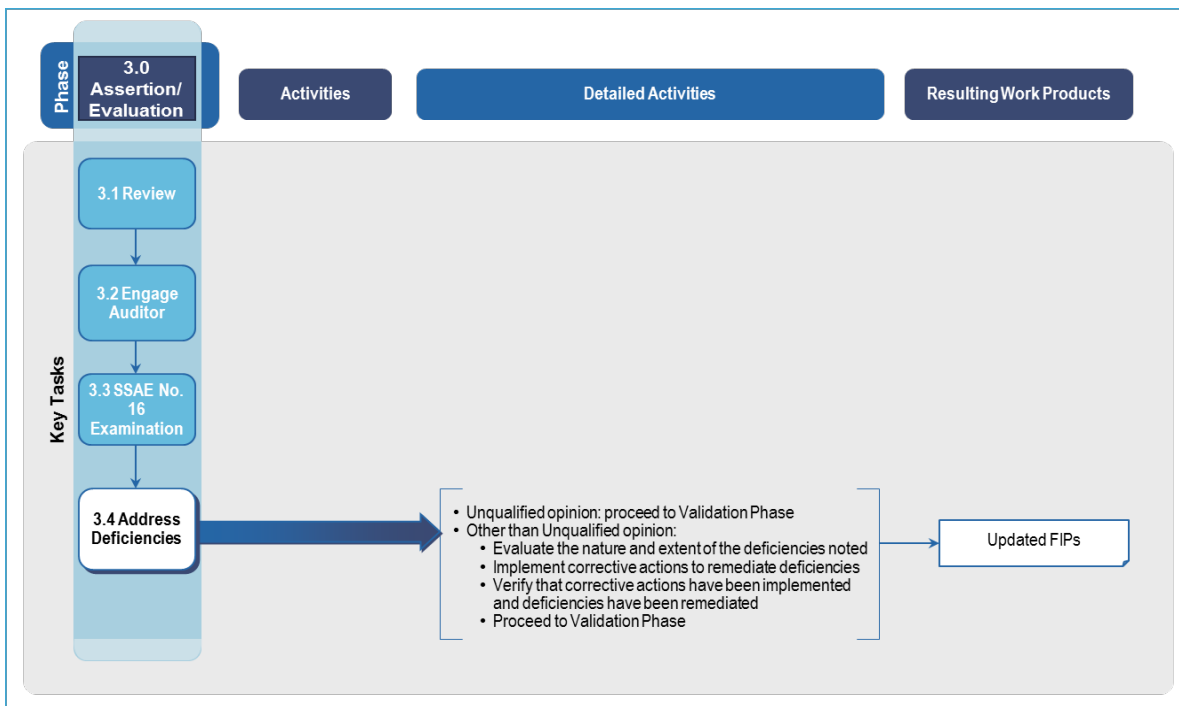 Phase
3.0
Assertion/
Evaluation
Activities
Detailed Activities
Resulting Work Products
Key Tasks
3.1 Review
3.2 Engage
Auditor
3.3 SSAE No.
16
Examination
3.4 Address
Deficiencies
• Unqualified opinion: proceed to Validation Phase
• Other than Unqualified opinion:
• Evaluate the nature and extent of the deficiencies noted
• Implement corrective actions to remediate deficiencies
• Verify that corrective actions have been implemented
and deficiencies have been remediated
• Proceed to Validation Phase
Updated FIPs